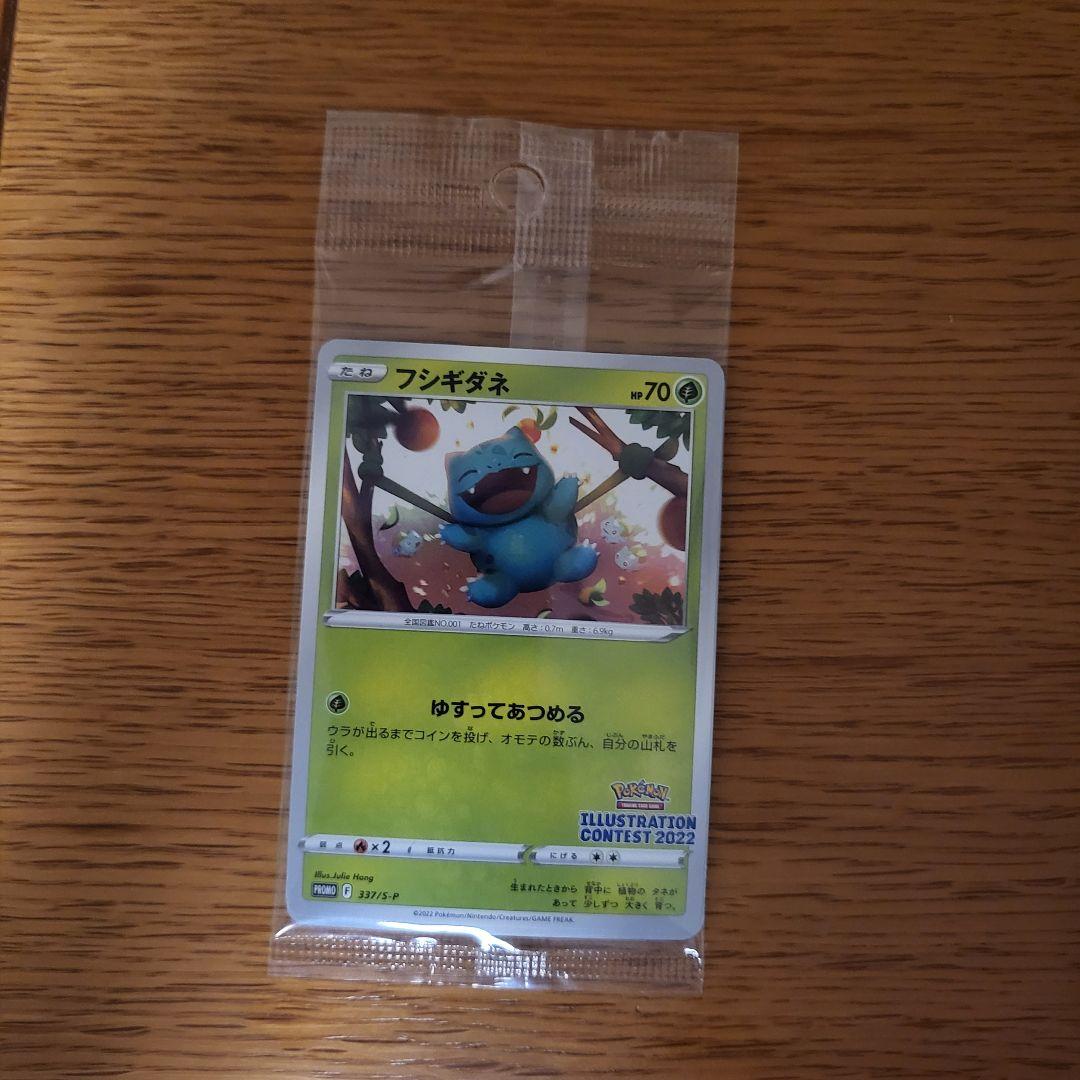 たね フシギダネ HP70
全国図鑑NO.001 たねポケモン 高さ:0.7m 重さ:6.9kg
ゆすってあつめる
ウラが出るまでコインを投げ、オモテの数ぶん、自分の山札を
引く。
Pokémon
TRADING CARD GAME
ILLUSTRATION
CONTEST 2022
弱点 ×2 抵抗力 にげる
Illus.Julie Hang
PROMO F 337/S-P
生まれたときから 背中に 植物の タネが
あって 少しずつ 大きく 育つ。
©2022 Pokémon/Nintendo/Creatures/GAME FREAK.